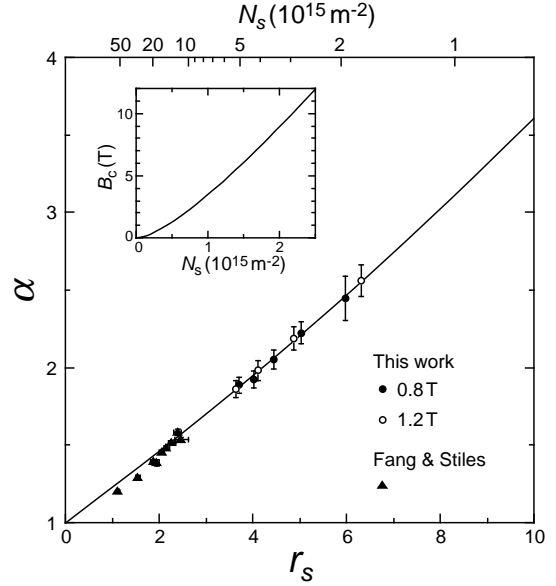 N_s (10^15 m^-2)
50 20 10 5 2 1
4
3
2
1
α
10
5
0
B_c (T)
0 1 2
N_s (10^15 m^-2)
This work
0.8 T
1.2 T
Fang & Stiles
0 2 4 6 8 10
r_s